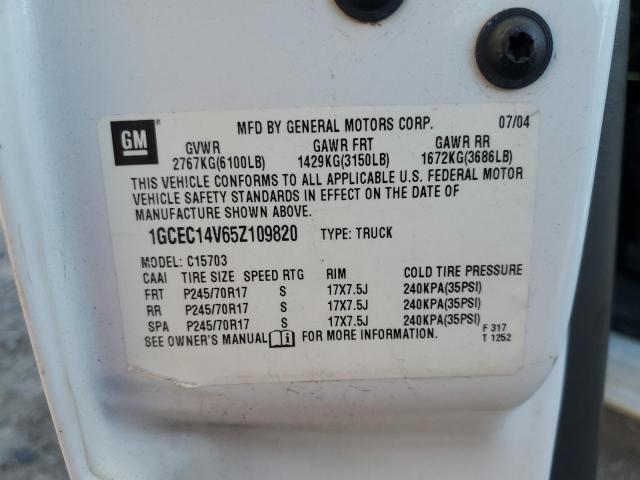 GM
MFD BY GENERAL MOTORS CORP. 07/04
GVWR GAWR FRT GAWR RR
2767KG(6100LB) 1429KG(3150LB) 1672KG(3686LB)
THIS VEHICLE CONFORMS TO ALL APPLICABLE U.S. FEDERAL MOTOR
VEHICLE SAFETY STANDARDS IN EFFECT ON THE DATE OF
MANUFACTURE SHOWN ABOVE.
1GCEC14V65Z109820 TYPE: TRUCK
MODEL: C15703
CAAI TIRE SIZE SPEED RTG RIM COLD TIRE PRESSURE
FRT P245/70R17 S 17X7.5J 240KPA(35PSI)
RR P245/70R17 S 17X7.5J 240KPA(35PSI)
SPA P245/70R17 S 17X7.5J 240KPA(35PSI)
SEE OWNER'S MANUAL FOR MORE INFORMATION. F 317
T 1252